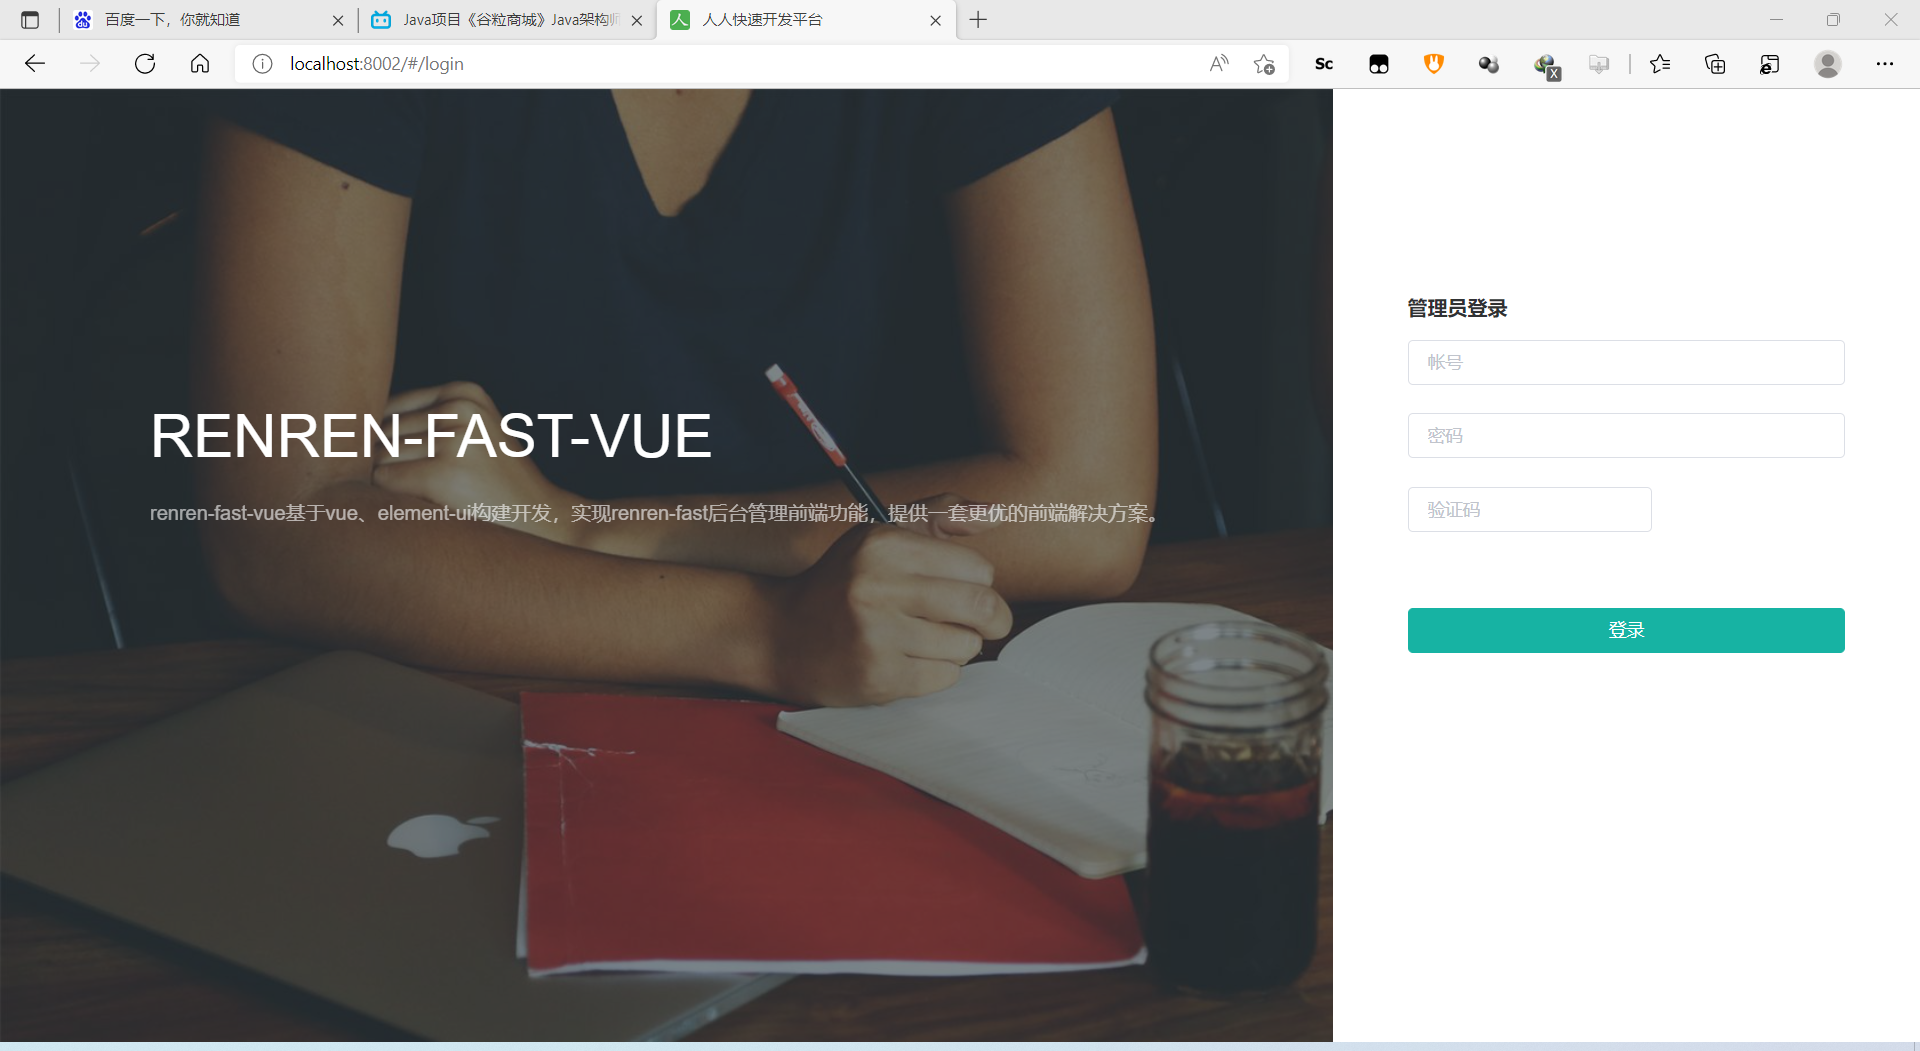 百度一下，你就知道
Java项目《谷粒商城》Java架构师
人人快速开发平台
localhost:8002/#/login
Sc
X
管理员登录
帐号
密码
验证码
登录
RENREN-FAST-VUE
renren-fast-vue基于vue、element-ui构建开发，实现renren-fast后台管理前端功能，提供一套更优的前端解决方案。